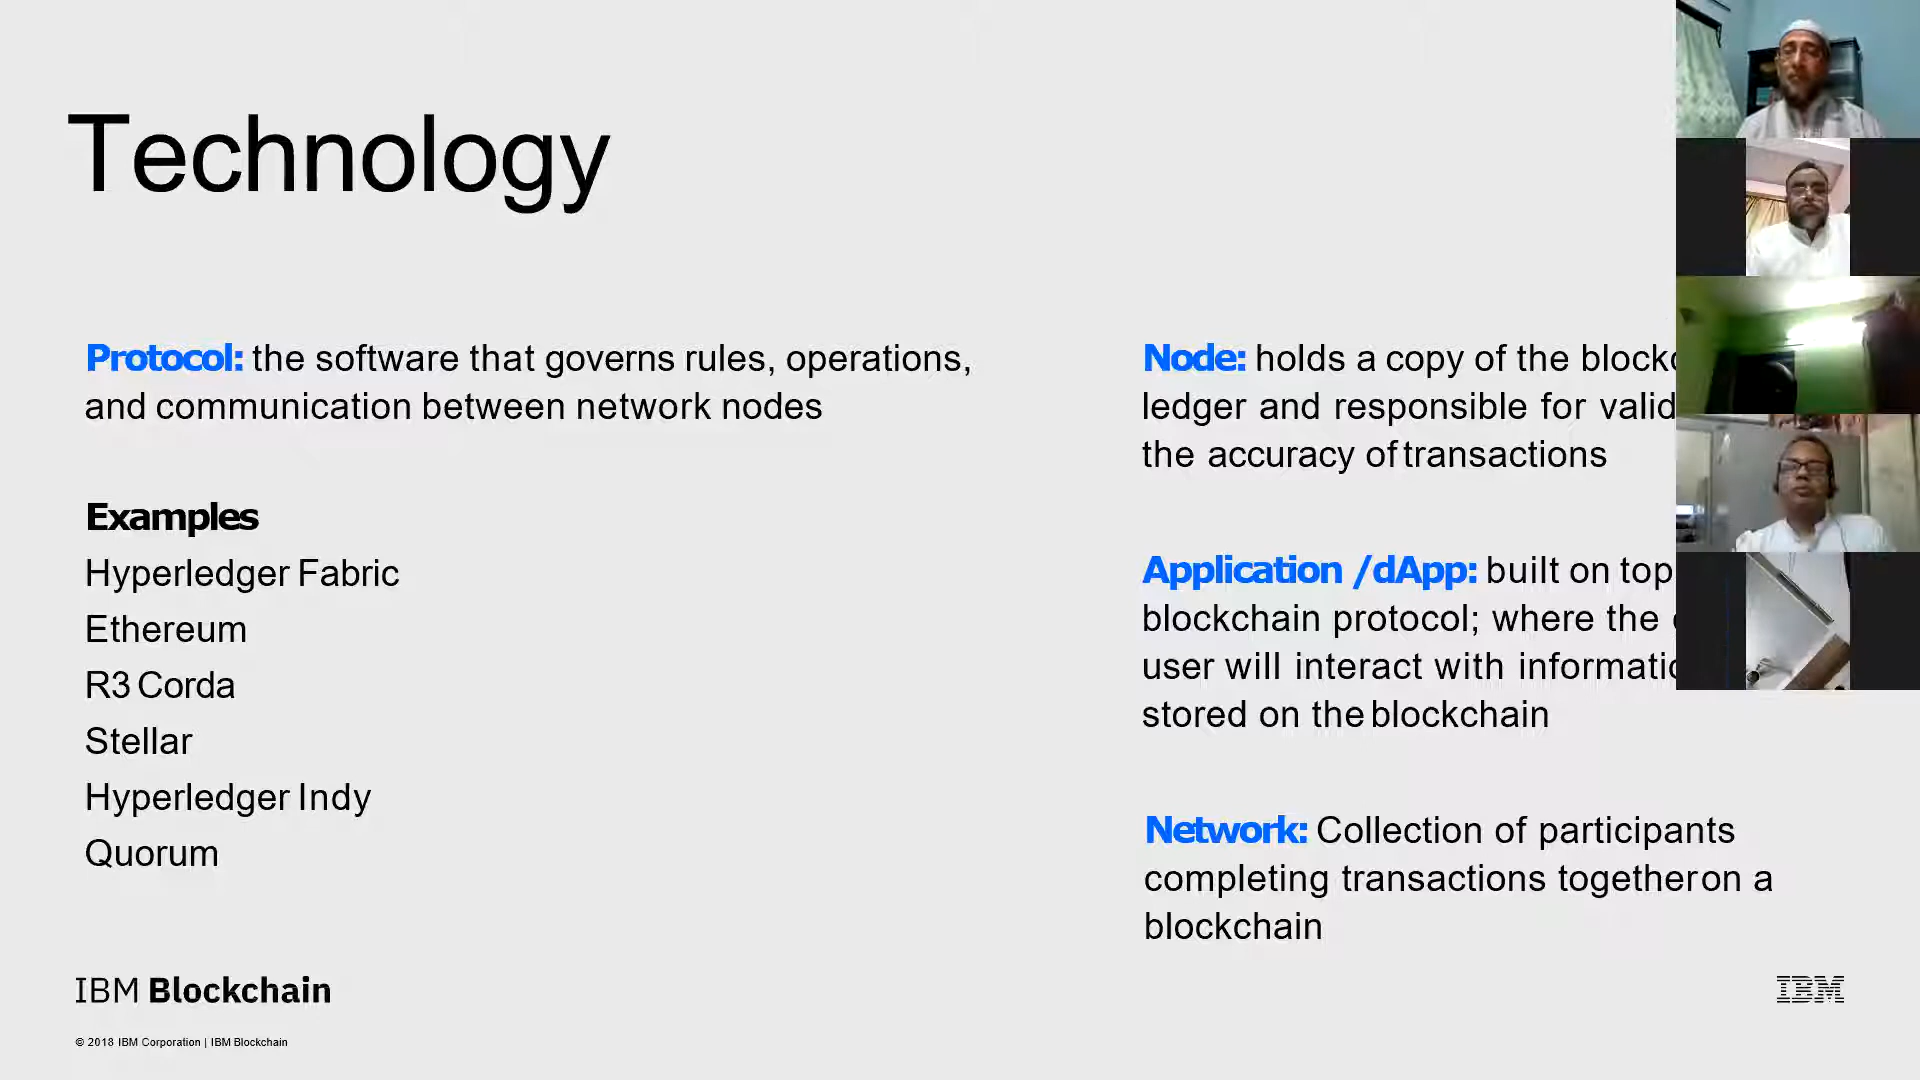 Technology
Protocol: the software that governs rules, operations,
and communication between network nodes
Examples
Hyperledger Fabric
Ethereum
R3 Corda
Stellar
Hyperledger Indy
Quorum
Node: holds a copy of the
ledger and responsible for
the accuracy of transactions
Application /dApp: built on top
blockchain protocol; where the
user will interact with
stored on the blockchain
Network: Collection of participants
completing transactions together on a
blockchain
IBM Blockchain
IBM
© 2018 IBM Corporation | IBM Blockchain